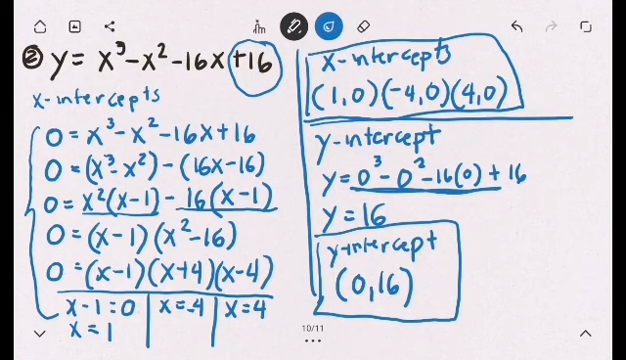 ② y = x³ - x² - 16x + 16
x-intercepts
0 = x³ - x² - 16x + 16
0 = (x³ - x²) - (16x - 16)
0 = x²(x - 1) - 16(x - 1)
0 = (x - 1)(x² - 16)
0 = (x - 1)(x + 4)(x - 4)
x - 1 = 0 x = -4 x = 4
x = 1
x-intercepts
(1,0)(-4,0)(4,0)
y-intercept
y = 0³ - 0² - 16(0) + 16
y = 16
y-intercept
(0,16)
10/11